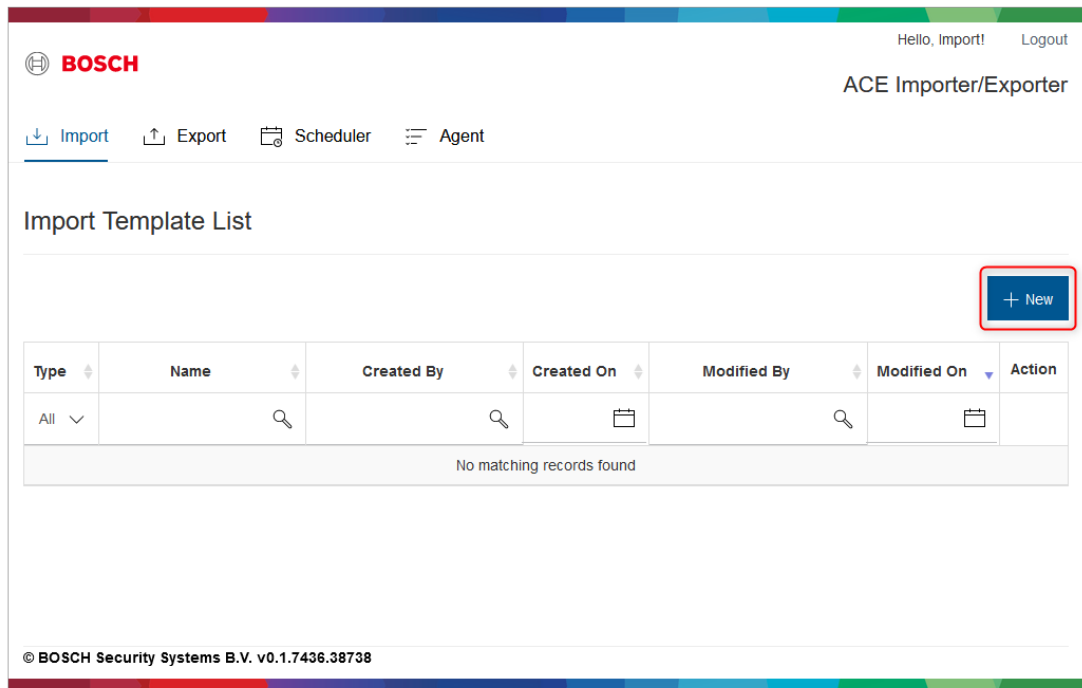 Hello, Import! Logout
BOSCH
ACE Importer/Exporter
Import Export Scheduler Agent
Import Template List
+ New
Type Name Created By Created On Modified By Modified On Action
All
No matching records found
© BOSCH Security Systems B.V. v0.1.7436.38738